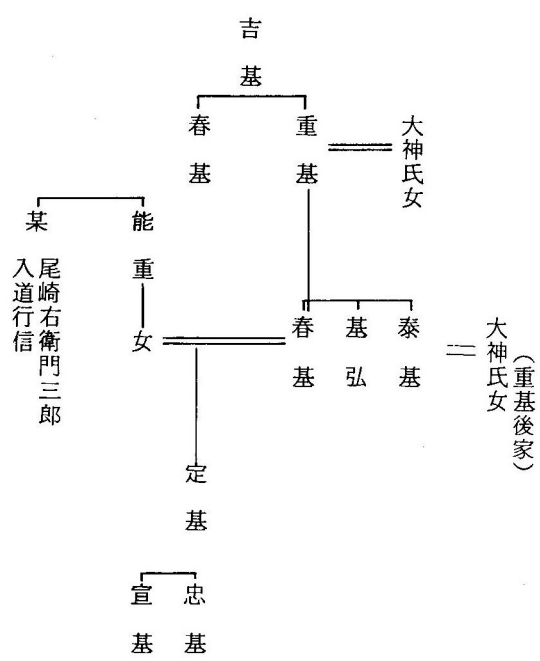 吉基
大神氏女
重基
春基
能重
某
尾崎右衛門三郎
入道行信
（重基後家）
大神氏女
泰基
基弘
春基
女
定基
忠基
宣基